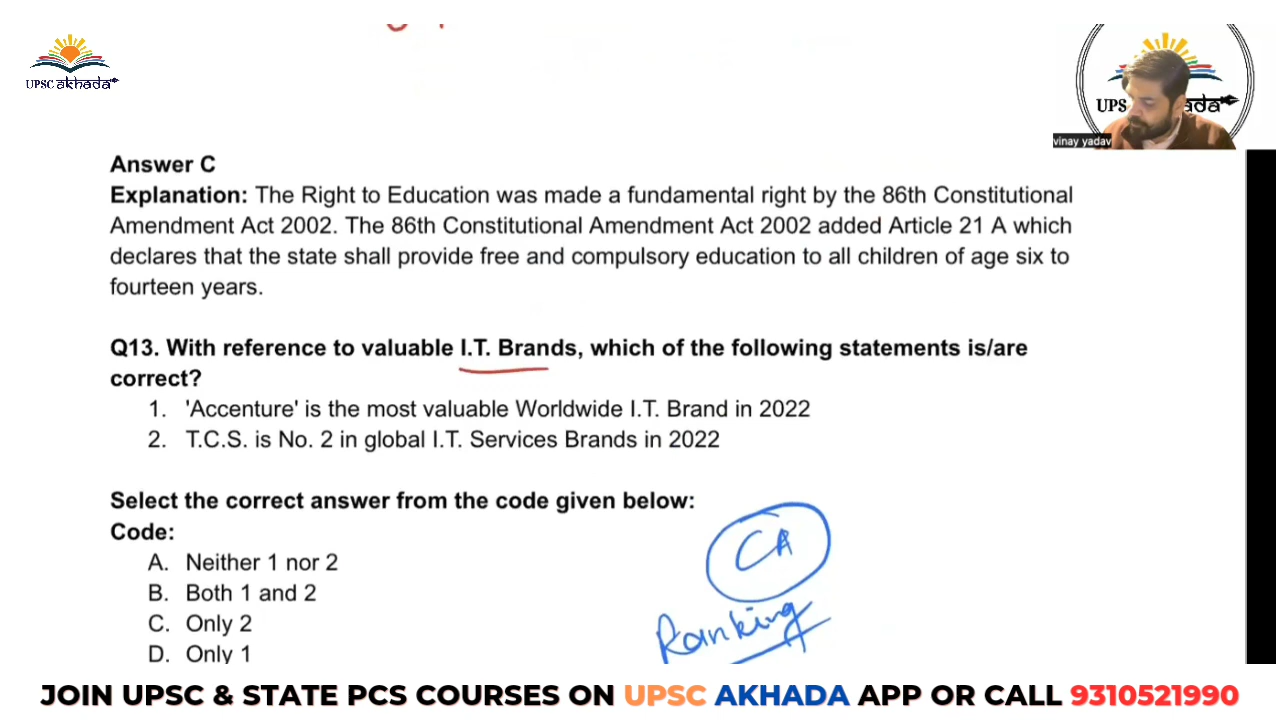 UPSC akhada
UPS
ada
vinay yadav
Answer C
Explanation: The Right to Education was made a fundamental right by the 86th Constitutional
Amendment Act 2002. The 86th Constitutional Amendment Act 2002 added Article 21 A which
declares that the state shall provide free and compulsory education to all children of age six to
fourteen years.
Q13. With reference to valuable I.T. Brands, which of the following statements is/are
correct?
1. 'Accenture' is the most valuable Worldwide I.T. Brand in 2022
2. T.C.S. is No. 2 in global I.T. Services Brands in 2022
Select the correct answer from the code given below:
Code:
A. Neither 1 nor 2
B. Both 1 and 2
C. Only 2
D. Only 1
CA
Ranking
JOIN UPSC & STATE PCS COURSES ON UPSC AKHADA APP OR CALL 9310521990